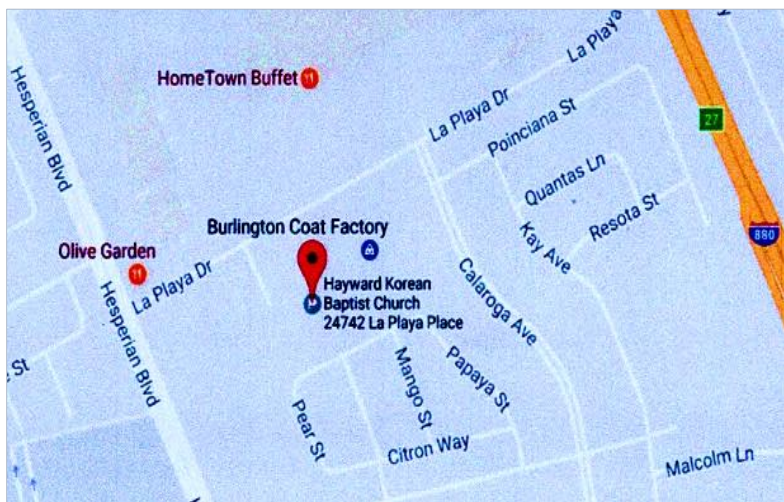 La Playa
HomeTown Buffet
27
Hesperian Blvd
La Playa Dr
Poinciana St
Quantas Ln
Resota St
Kay Ave
880
Burlington Coat Factory
Olive Garden
La Playa Dr
Hayward Korean
Baptist Church
24742 La Playa Place
Calaroga Ave
Hesperian Blvd
Mango St
Papaya St
Pear St
Citron Way
Malcolm Ln
St